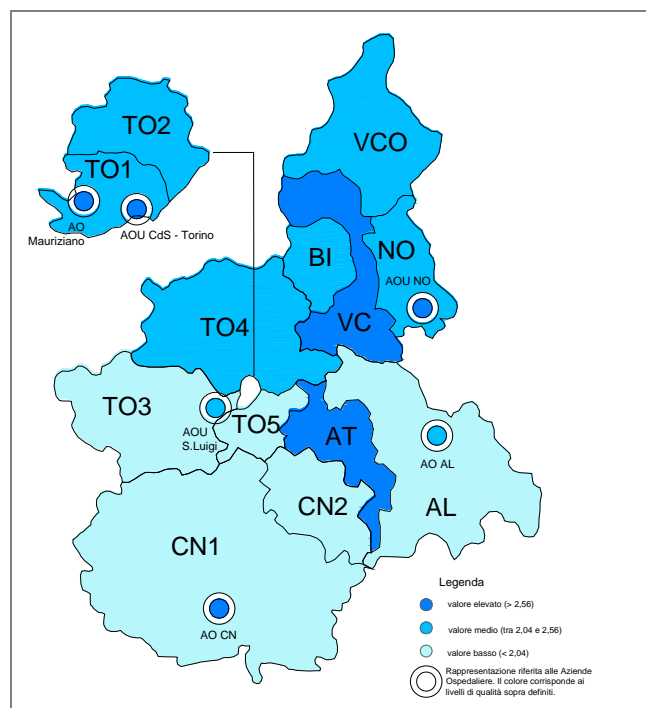 TO2
VCO
TO1
AO
Mauriziano
AOU CdS - Torino
BI
NO
AOU NO
TO4
VC
TO3
AOU
S.Luigi
TO5
AT
AO AL
CN2
AL
CN1
AO CN
Legenda
valore elevato (> 2,56)
valore medio (tra 2,04 e 2,56)
valore basso (< 2,04)
Rappresentazione riferita alle Aziende
Ospedaliere. Il colore corrisponde ai
livelli di qualità sopra definiti.